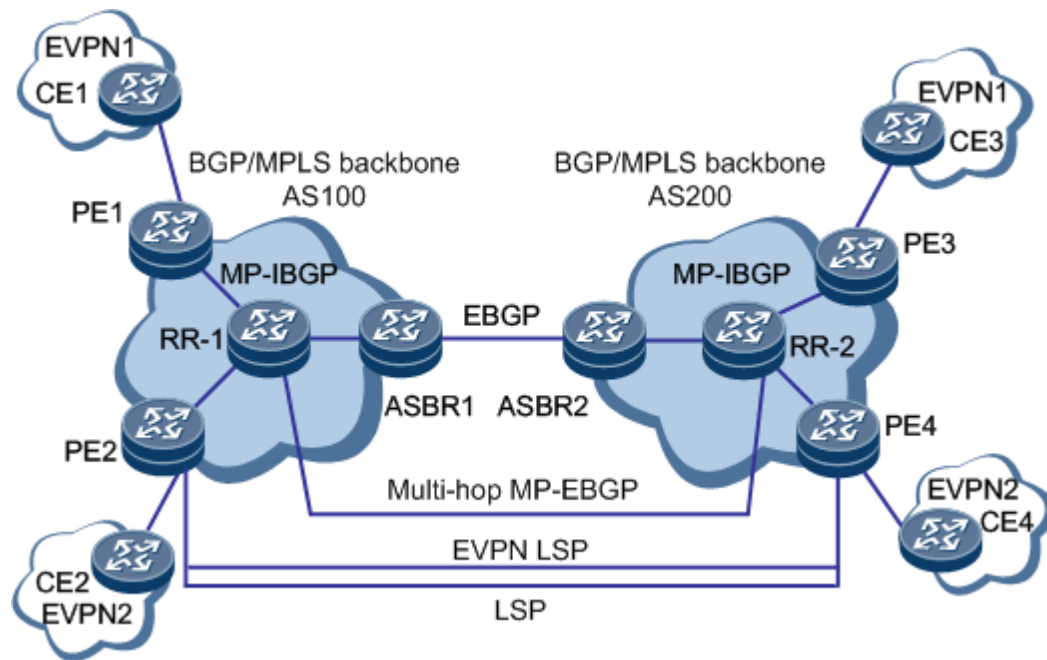 EVPN1
CE1
EVPN1
CE3
BGP/MPLS backbone
AS100
BGP/MPLS backbone
AS200
PE1
PE3
MP-IBGP
MP-IBGP
EBGP
RR-1
RR-2
ASBR1
ASBR2
PE2
PE4
Multi-hop MP-EBGP
EVPN2
CE4
EVPN LSP
CE2
EVPN2
LSP